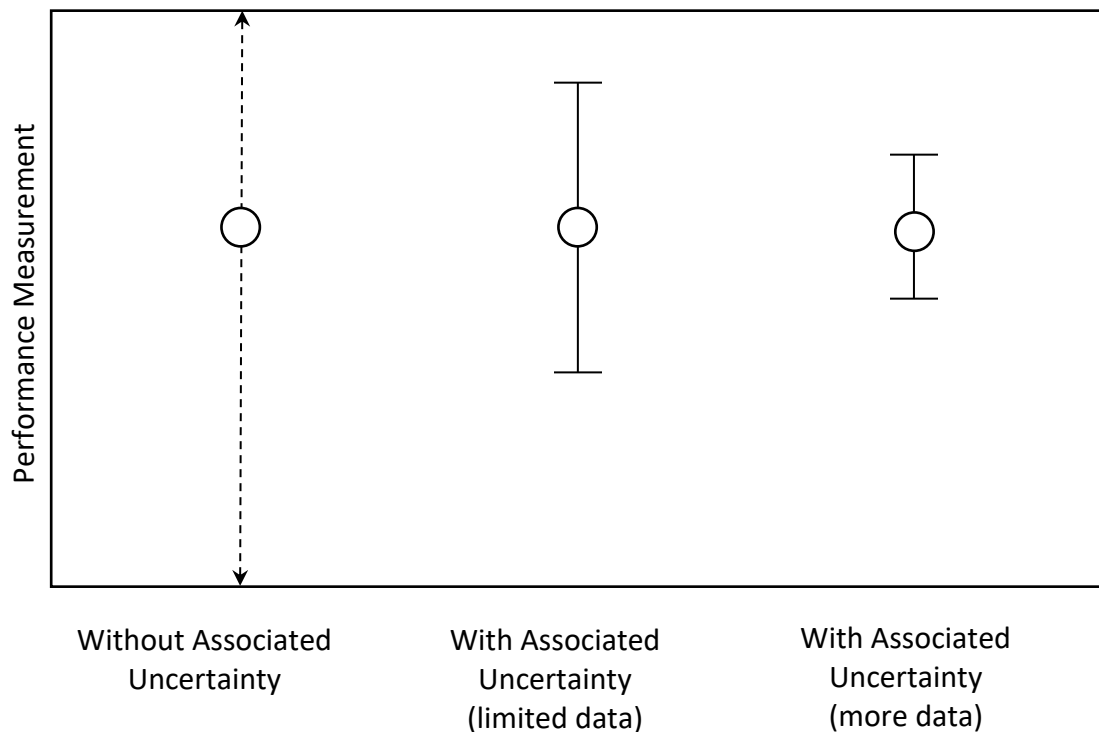 Performance Measurement
Without Associated
Uncertainty
With Associated
Uncertainty
(limited data)
With Associated
Uncertainty
(more data)